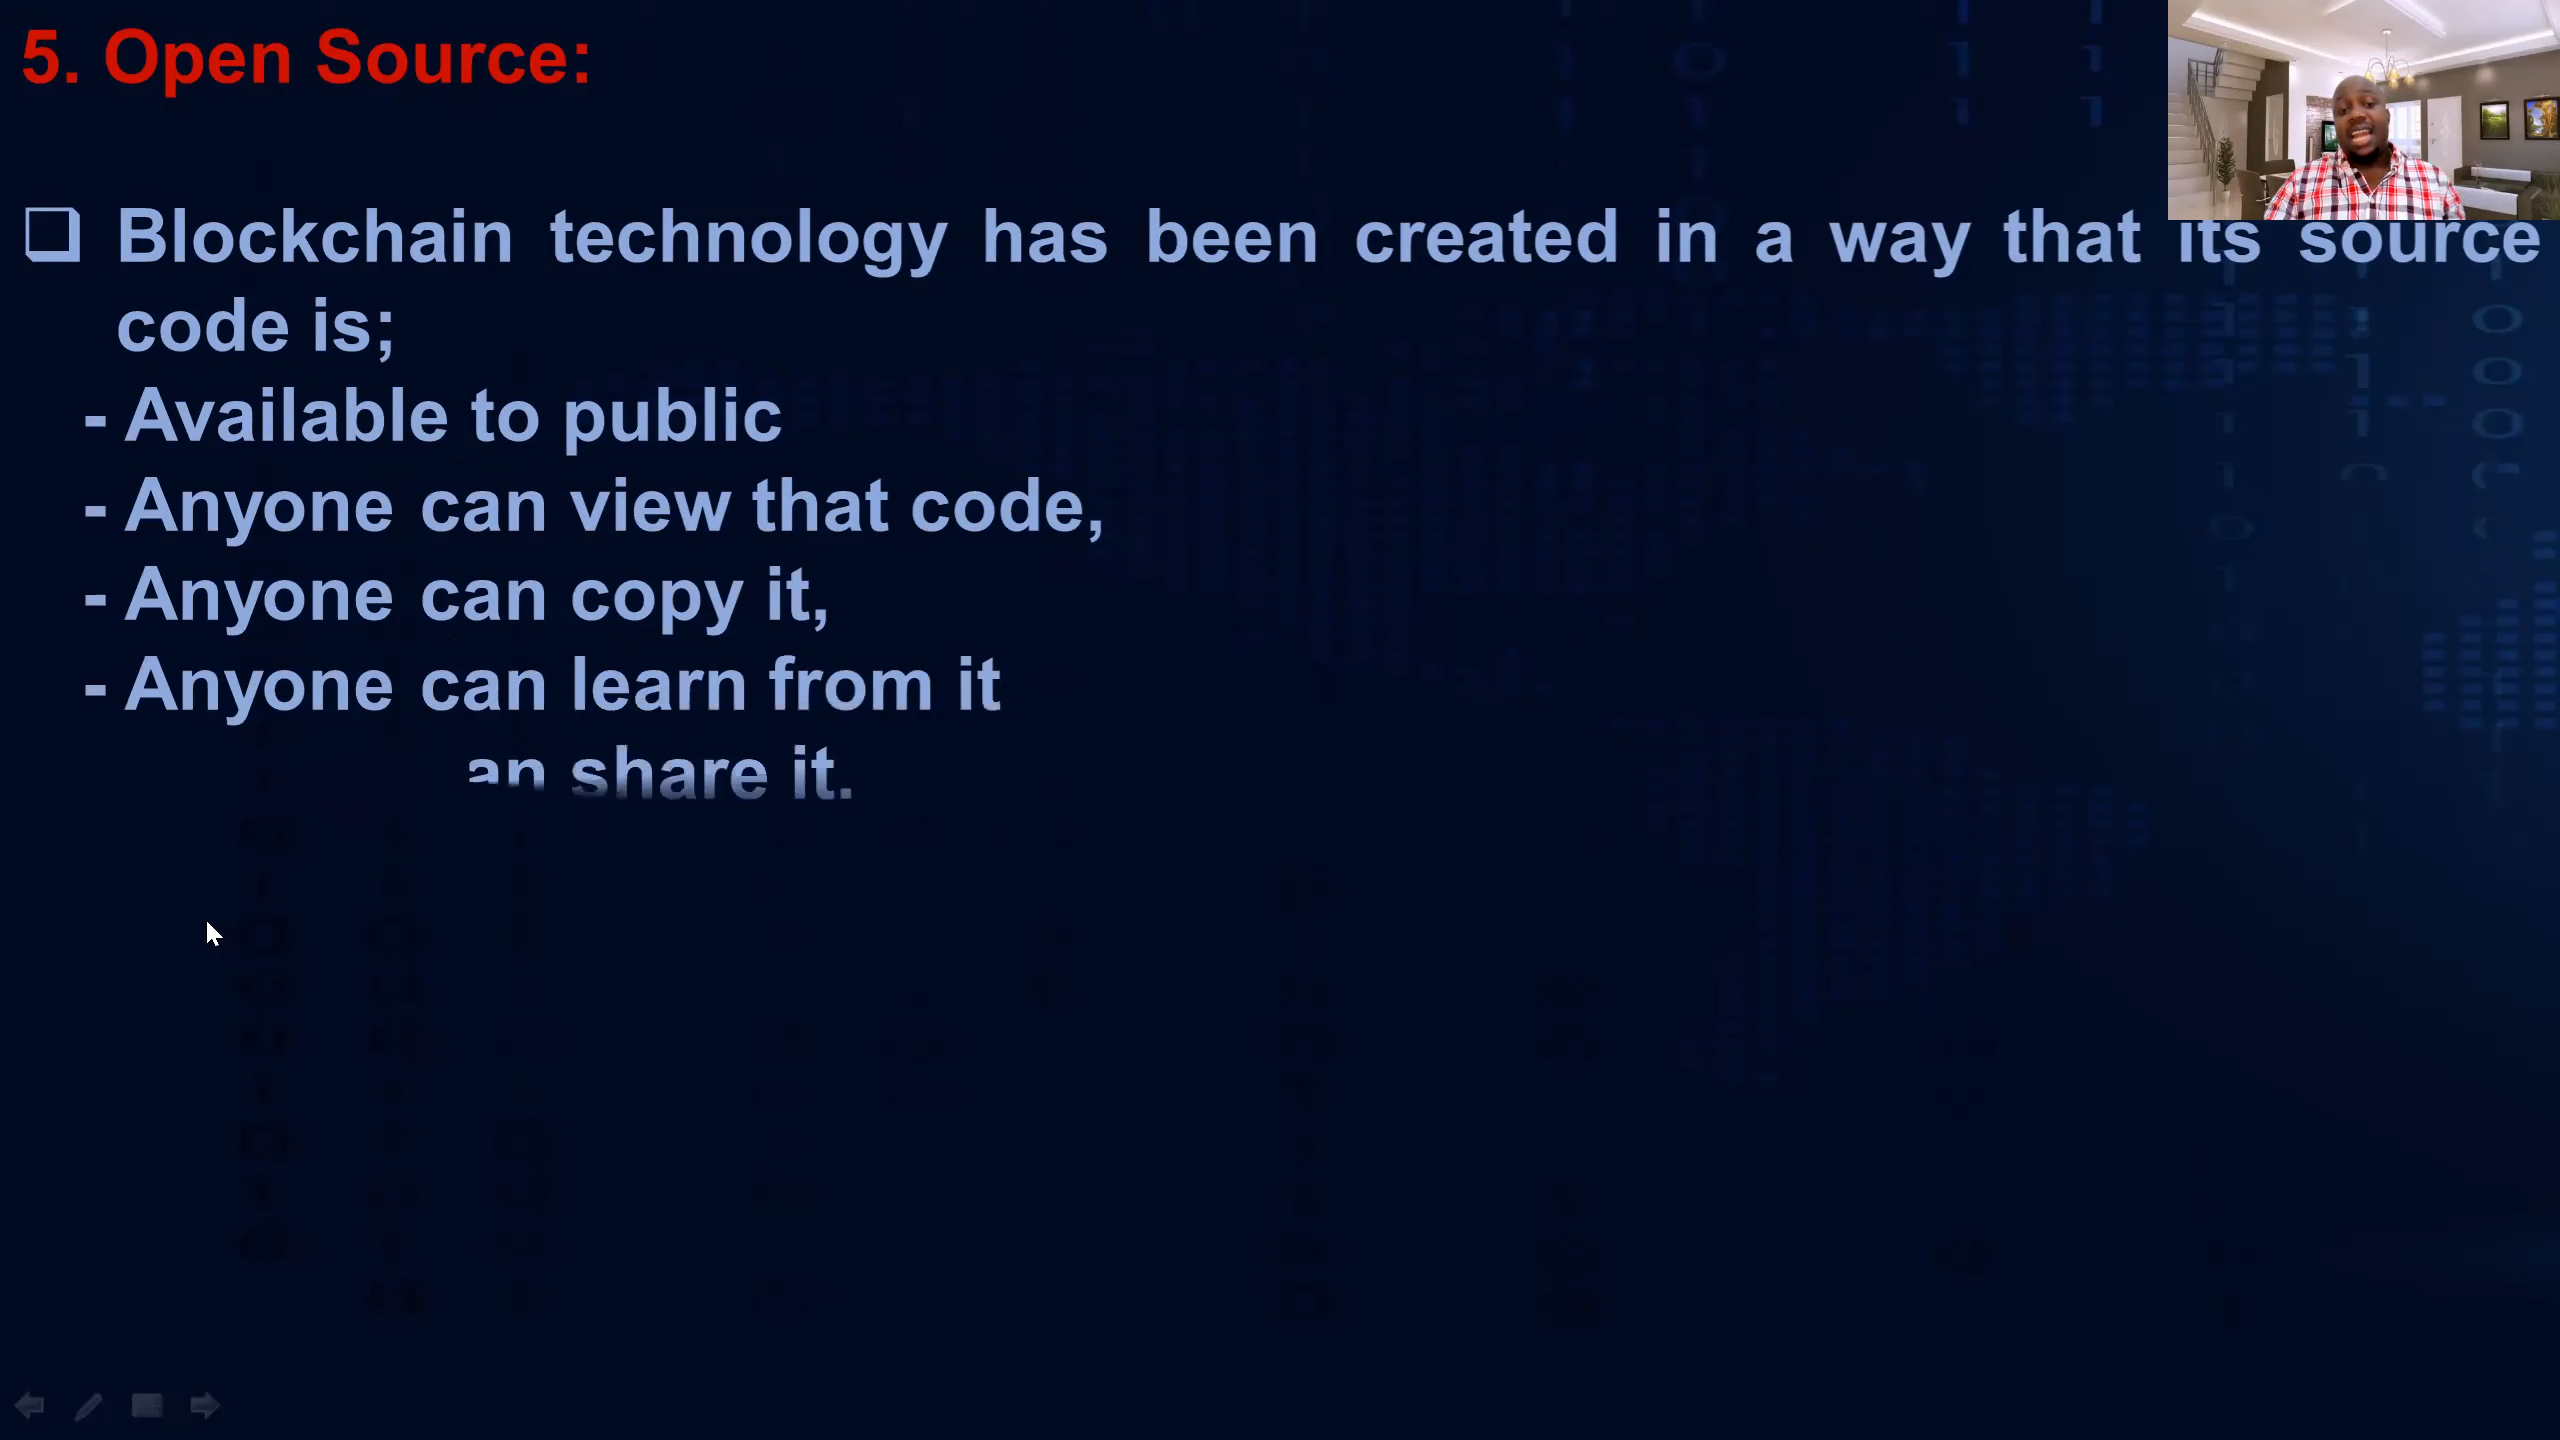 5. Open Source:
❑ Blockchain technology has been created in a way that its source
code is;
- Available to public
- Anyone can view that code,
- Anyone can copy it,
- Anyone can learn from it
an share it.